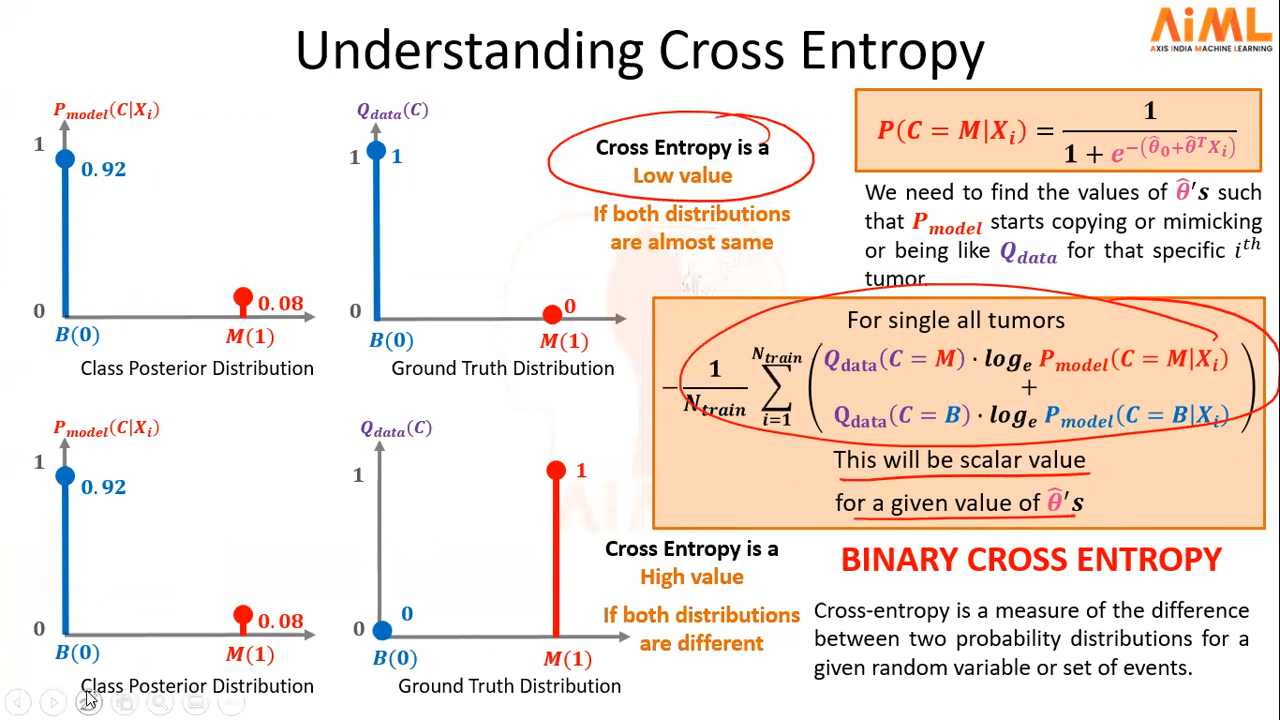 Understanding Cross Entropy
AiML
AXIS INDIA MACHINE LEARNING
P_model(C|X_i)
1
0.92
0.08
0
B(0)
M(1)
Class Posterior Distribution
Q_data(C)
1
1
0
0
B(0)
M(1)
Ground Truth Distribution
Cross Entropy is a
Low value
If both distributions
are almost same
P(C = M|X_i) = 1 / (1 + e^{-(θ̂_0+θ̂^T X_i)})
We need to find the values of θ̂'s such
that P_model starts copying or mimicking
or being like Q_data for that specific i^th
tumor.
For single all tumors
-1/N_train ∑_{i=1}^{N_train} ( Q_data(C = M) · log_e P_model(C = M|X_i)
+
Q_data(C = B) · log_e P_model(C = B|X_i) )
This will be scalar value
for a given value of θ̂'s
P_model(C|X_i)
1
0.92
0.08
0
B(0)
M(1)
Class Posterior Distribution
Q_data(C)
1
1
0
0
B(0)
M(1)
Ground Truth Distribution
Cross Entropy is a
High value
If both distributions
are different
BINARY CROSS ENTROPY
Cross-entropy is a measure of the difference
between two probability distributions for a
given random variable or set of events.